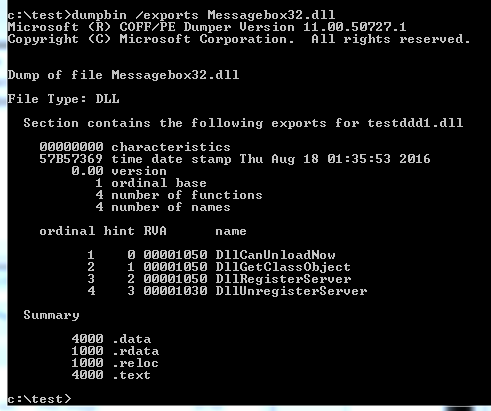 c:\test>dumpbin /exports Messagebox32.dll
Microsoft (R) COFF/PE Dumper Version 11.00.50727.1
Copyright (C) Microsoft Corporation.  All rights reserved.
Dump of file Messagebox32.dll
File Type: DLL
Section contains the following exports for testddd1.dll
00000000 characteristics
57B57369 time date stamp Thu Aug 18 01:35:53 2016
0.00 version
1 ordinal base
4 number of functions
4 number of names
ordinal hint RVA      name
1    0 00001050 DllCanUnloadNow
2    1 00001050 DllGetClassObject
3    2 00001050 DllRegisterServer
4    3 00001030 DllUnregisterServer
Summary
4000 .data
1000 .rdata
1000 .reloc
4000 .text
c:\test>